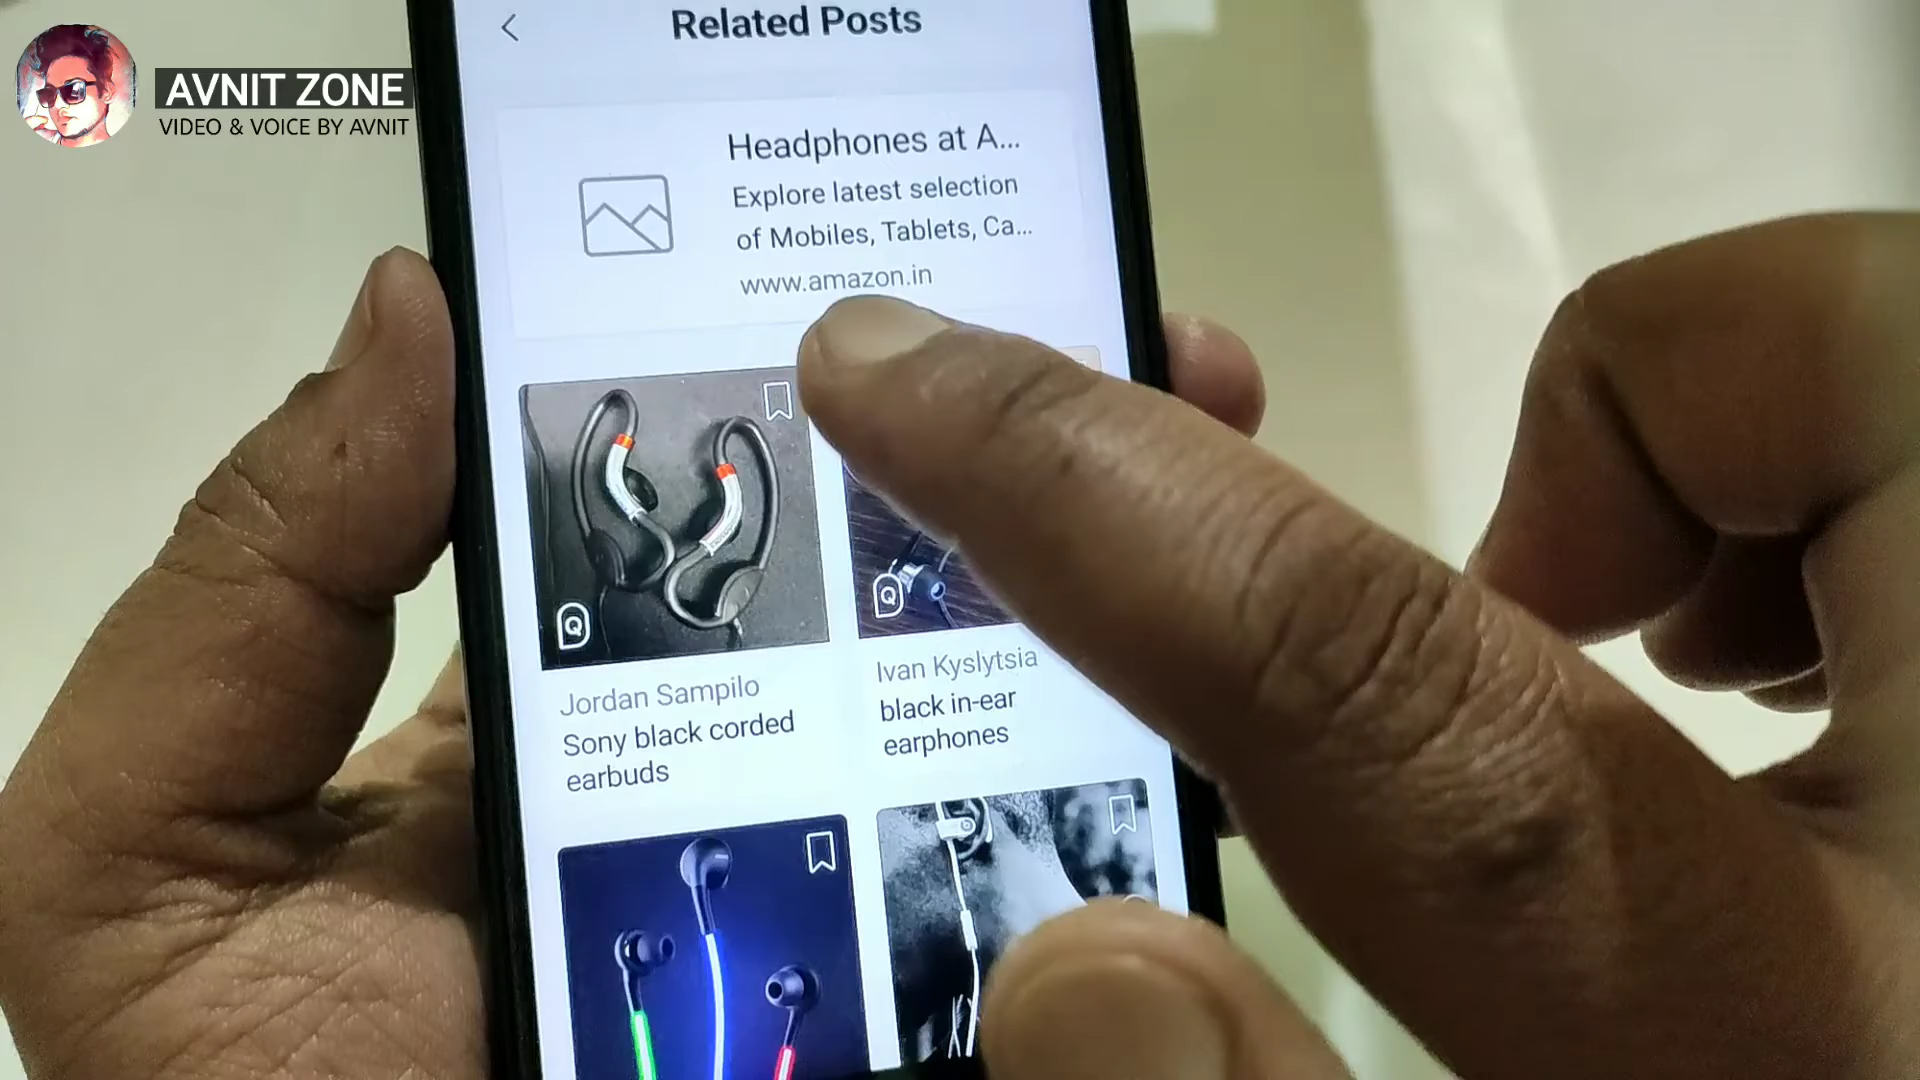 AVNIT ZONE
VIDEO & VOICE BY AVNIT
Related Posts
Headphones at A...
Explore latest selection
of Mobiles, Tablets, Ca...
www.amazon.in
Q
Q
Jordan Sampilo
Sony black corded
earbuds
Ivan Kyslytsia
black in-ear
earphones